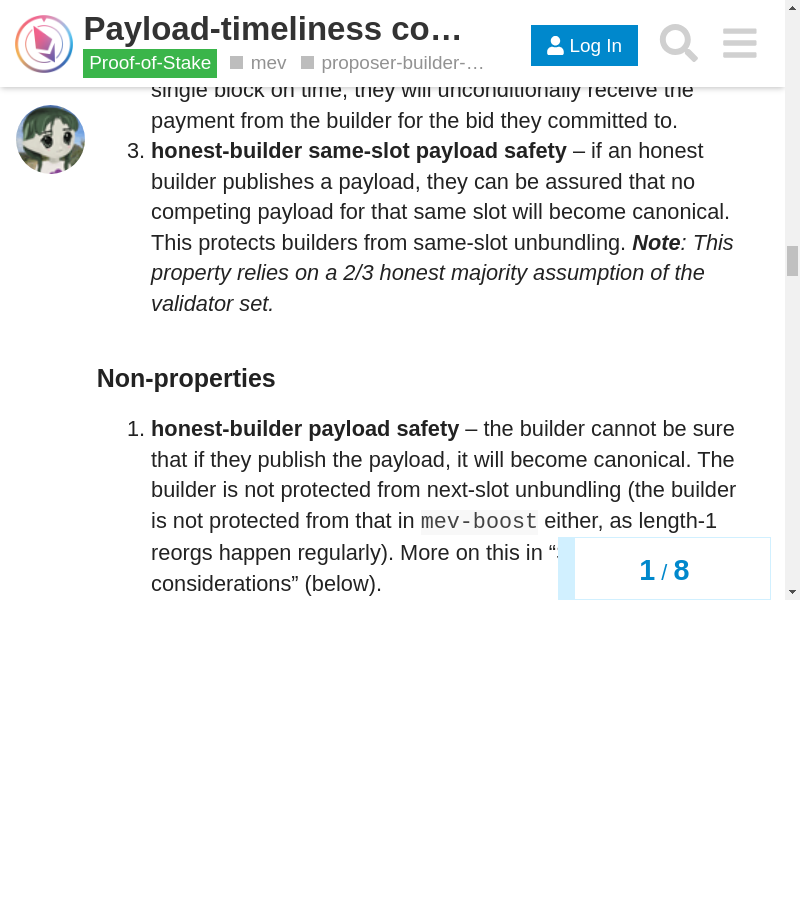 Payload-timeliness co…
Log In
Proof-of-Stake mev proposer-builder-…
single block on time, they will unconditionally receive the
payment from the builder for the bid they committed to.
3. honest-builder same-slot payload safety – if an honest
builder publishes a payload, they can be assured that no
competing payload for that same slot will become canonical.
This protects builders from same-slot unbundling. Note: This
property relies on a 2/3 honest majority assumption of the
validator set.
Non-properties
1. honest-builder payload safety – the builder cannot be sure
that if they publish the payload, it will become canonical. The
builder is not protected from next-slot unbundling (the builder
is not protected from that in mev-boost either, as length-1
reorgs happen regularly). More on this in “
considerations” (below).
1 / 8